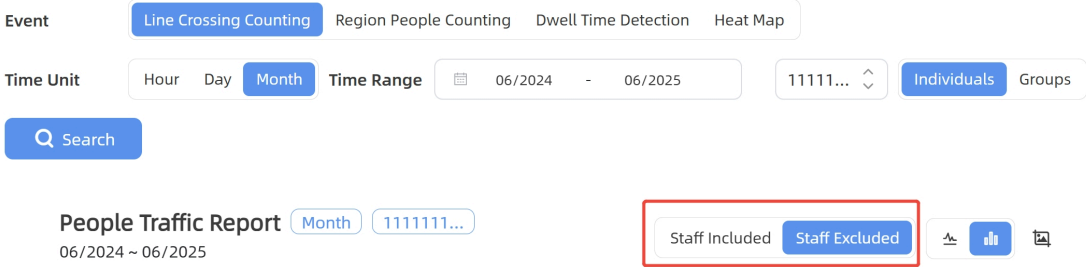 Event Line Crossing Counting Region People Counting Dwell Time Detection Heat Map
Time Unit Hour Day Month Time Range 06/2024 - 06/2025 11111... Individuals Groups
Search
People Traffic Report Month 1111111... Staff Included Staff Excluded
06/2024 ~ 06/2025